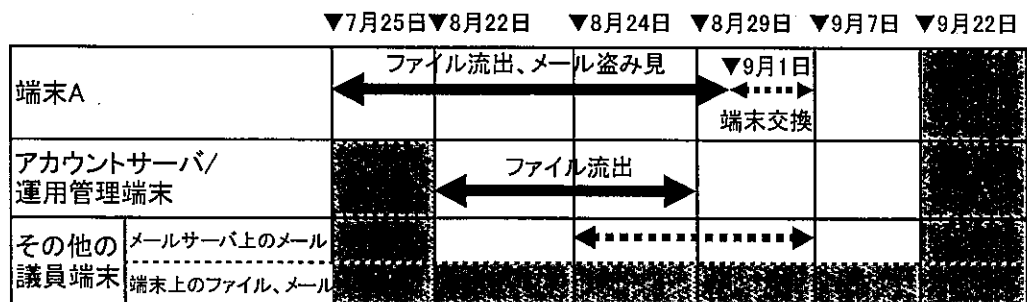 ▼7月25日▼8月22日 ▼8月24日 ▼8月29日 ▼9月7日 ▼9月22日
端末A
ファイル流出、メール盗み見
▼9月1日
端末交換
アカウントサーバ/
運用管理端末
ファイル流出
その他の
議員端末
メールサーバ上のメール
端末上のファイル、メール